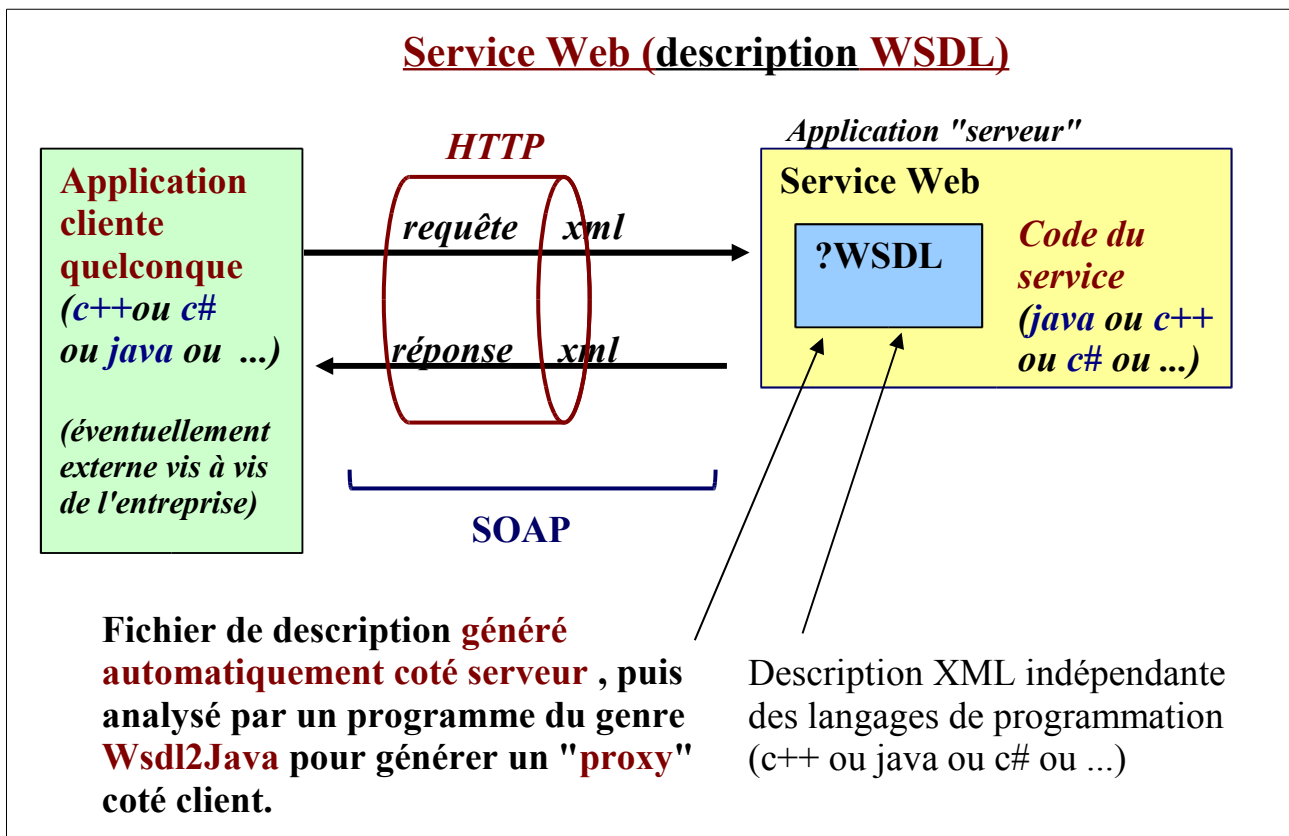 Service Web (description WSDL)
HTTP
Application "serveur"
Application
cliente
quelconque
(c++ou c#
ou java ou ...)
(éventuellement
externe vis à vis
de l'entreprise)
requête xml
réponse xml
SOAP
Service Web
?WSDL
Code du
service
(java ou c++
ou c# ou ...)
Fichier de description généré
automatiquement coté serveur , puis
analysé par un programme du genre
Wsdl2Java pour générer un "proxy"
coté client.
Description XML indépendante
des langages de programmation
(c++ ou java ou c# ou ...)